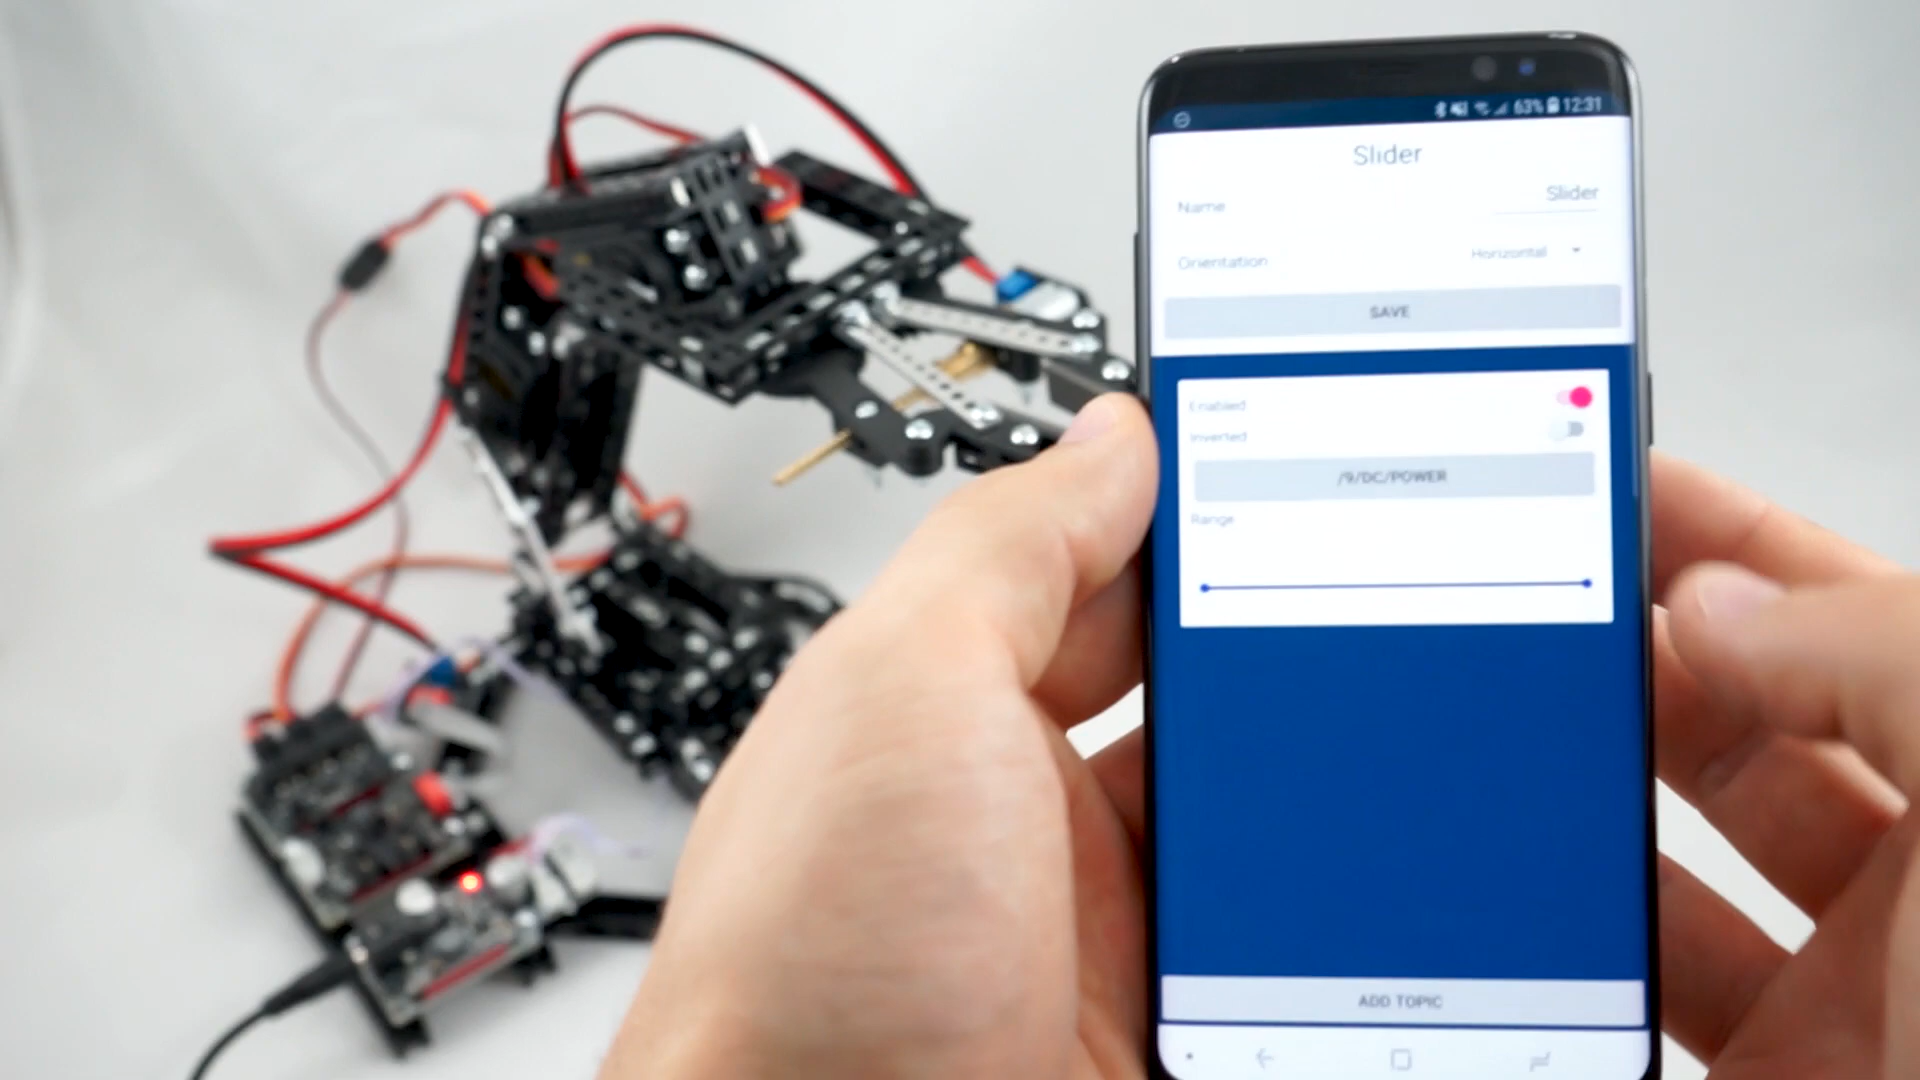 63% 12:31
Slider
Name Slider
Orientation Horizontal
SAVE
Enabled
Inverted
/9/DC/POWER
Range
ADD TOPIC